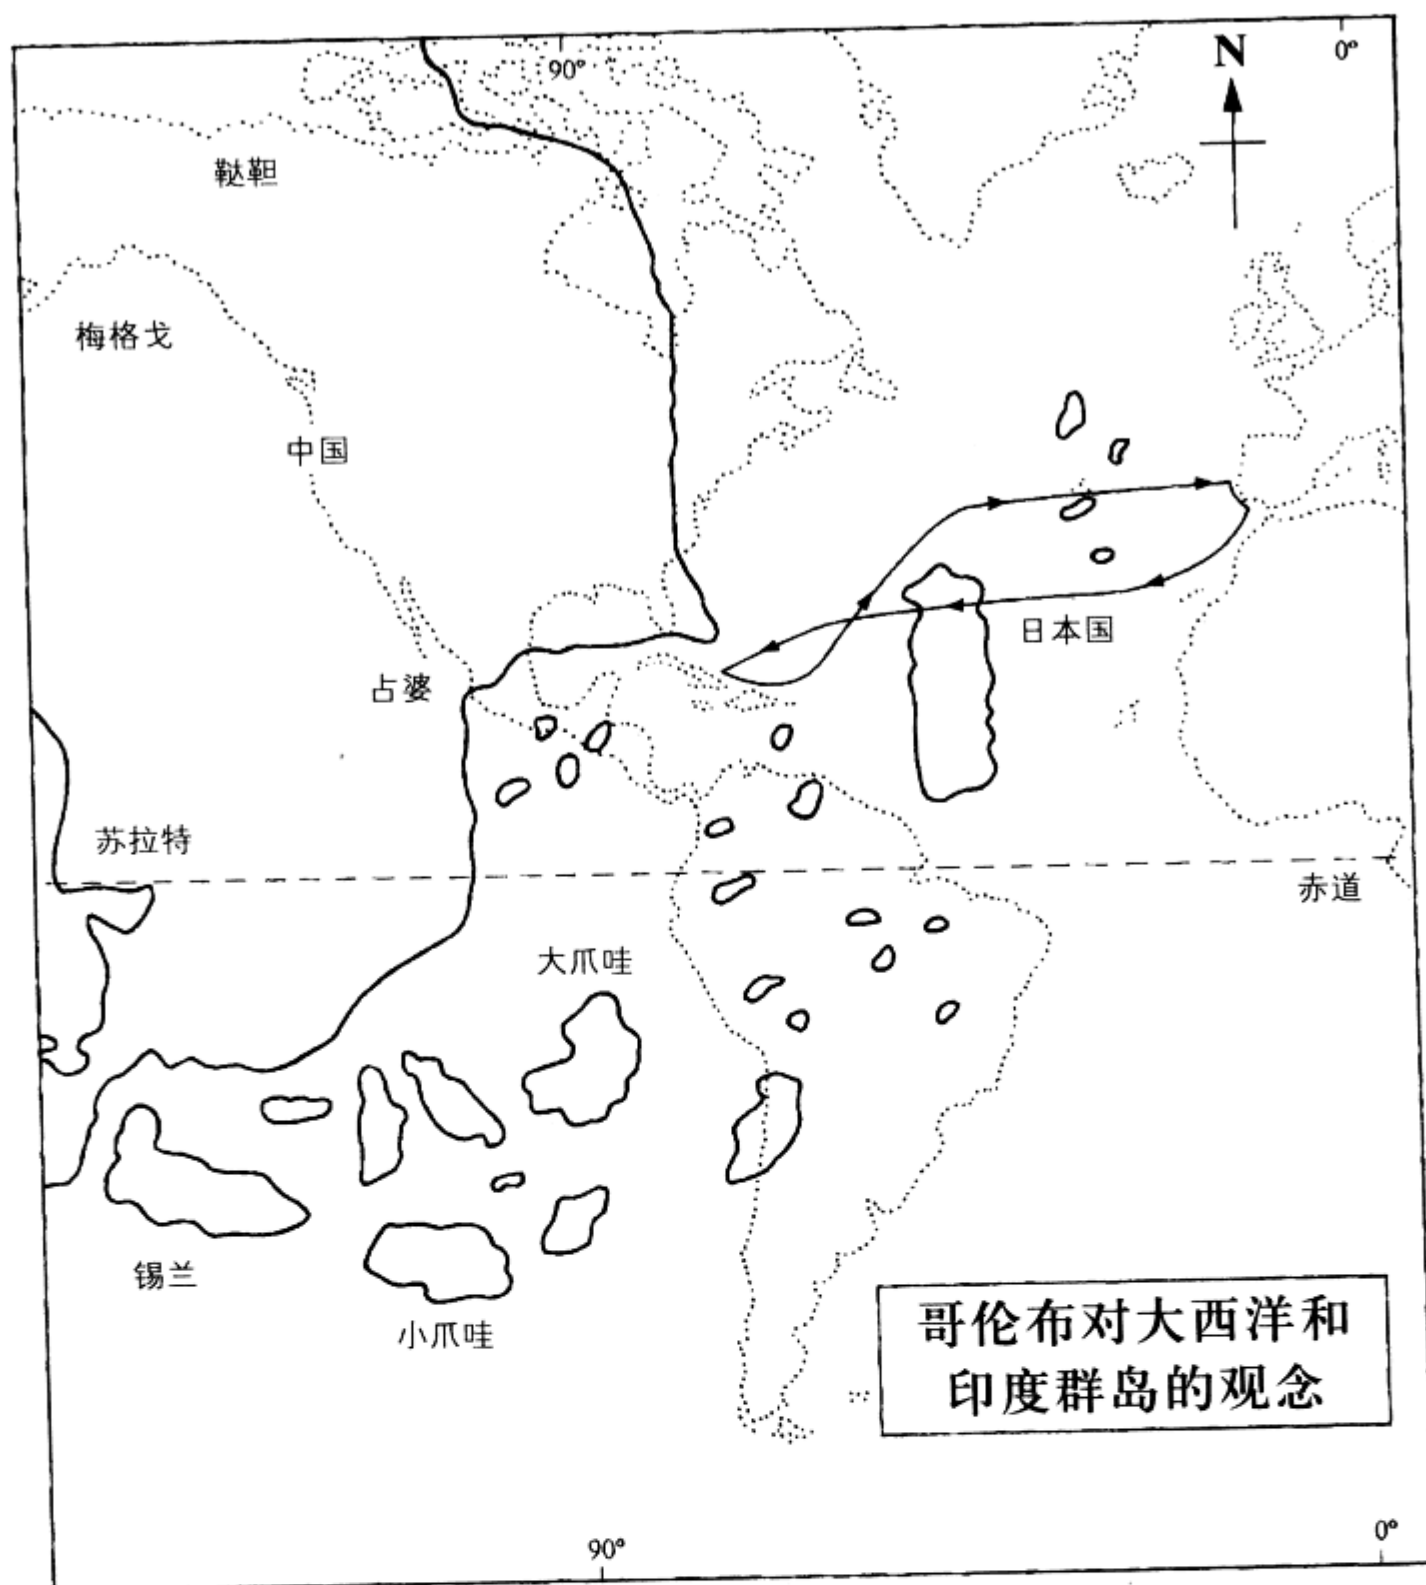 90°
N
0°
鞑靼
梅格戈
中国
日本国
占婆
苏拉特
赤道
大爪哇
锡兰
小爪哇
哥伦布对大西洋和
印度群岛的观念
90°
0°